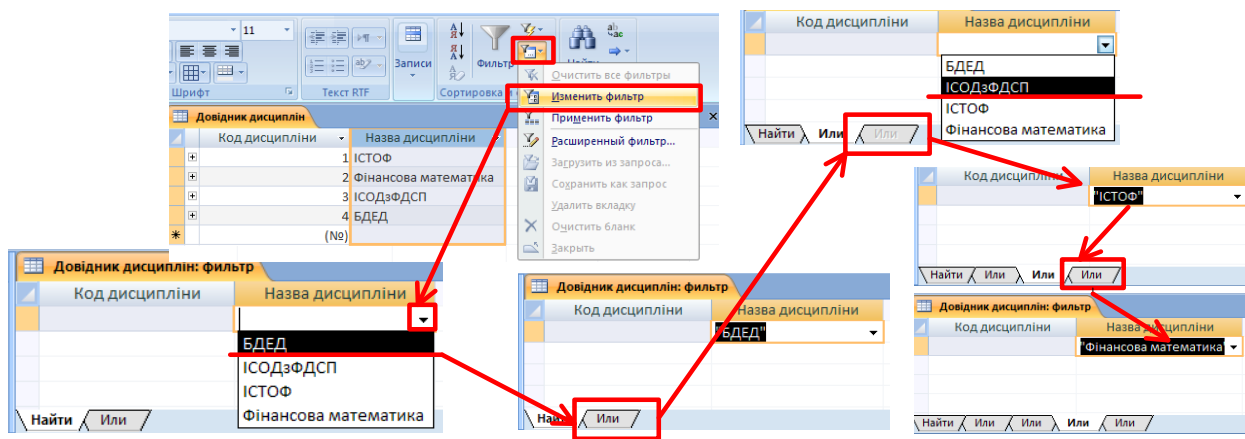 11
Шрифт
Текст RTF
Записи
Фильтр
Сортировка и
Очистить все фильтры
Изменить фильтр
Применить фильтр
Расширенный фильтр...
Загрузить из запроса...
Сохранить как запрос
Удалить вкладку
Очистить бланк
Закрыть
Довідник дисциплін
Код дисципліни Назва дисципліни
1 ІСТОФ
2 Фінансова математика
3 ІСОДзФДСП
4 БДЕД
* (№)
Довідник дисциплін: фильтр
Код дисципліни Назва дисципліни
БДЕД
ІСОДзФДСП
ІСТОФ
Фінансова математика
Найти Или
Довідник дисциплін: фильтр
Код дисципліни Назва дисципліни
"БДЕД"
Найти Или
Код дисципліни Назва дисципліни
БДЕД
ІСОДзФДСП
ІСТОФ
Фінансова математика
Найти Или Или
Код дисципліни Назва дисципліни
"ІСТОФ"
Найти Или Или Или
Довідник дисциплін: фильтр
Код дисципліни Назва дисципліни
"Фінансова математика"
Найти Или Или Или Или